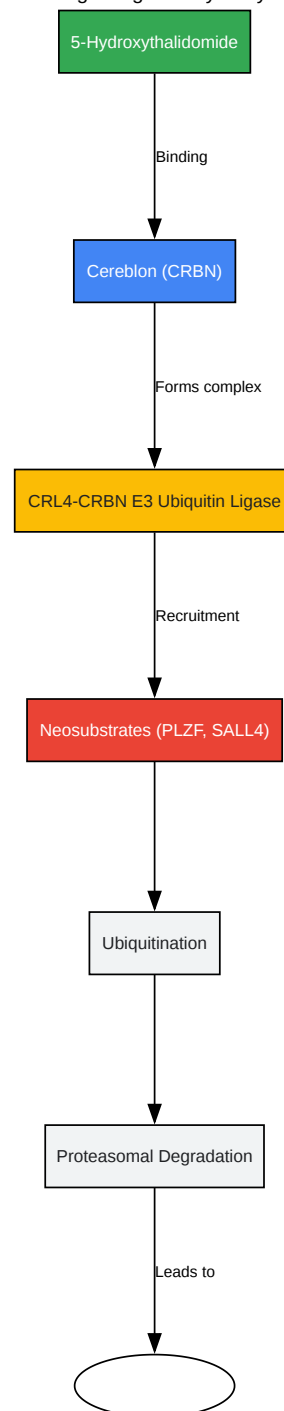 5-Hydroxythalidomide
Binding
Cereblon (CRBN)
Forms complex
CRL4-CRBN E3 Ubiquitin Ligase
Recruitment
Neosubstrates (PLZF, SALL4)
Ubiquitination
Proteasomal Degradation
Leads to